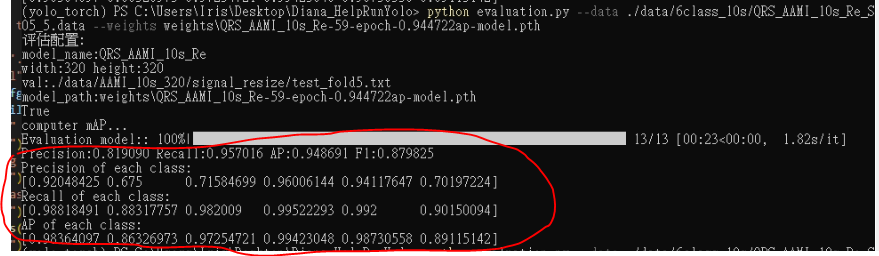 (yolo_torch) PS C:\Users\Iris\Desktop\Diana_HelpRunYolo> python evaluation.py --data ./data/6class_10s/QRS_AAMI_10s_Re_S
05_5.data --weights weights\QRS_AAMI_10s_Re-59-epoch-0.944722ap-model.pth
评估配置:
model_name:QRS_AAMI_10s_Re
width:320 height:320
val:./data/AAMI_10s_320/signal_resize/test_fold5.txt
model_path:weights\QRS_AAMI_10s_Re-59-epoch-0.944722ap-model.pth
True
computer mAP...
Evaluation model:: 100%| 13/13 [00:23<00:00, 1.82s/it]
Precision:0.819090 Recall:0.957016 AP:0.948691 F1:0.879825
Precision of each class:
[0.92048425 0.675 0.71584699 0.96006144 0.94117647 0.70197224]
Recall of each class:
[0.98818491 0.88317757 0.982009 0.99522293 0.992 0.90150094]
AP of each class:
[0.98364097 0.86326973 0.97254721 0.99423048 0.98730558 0.89115142]